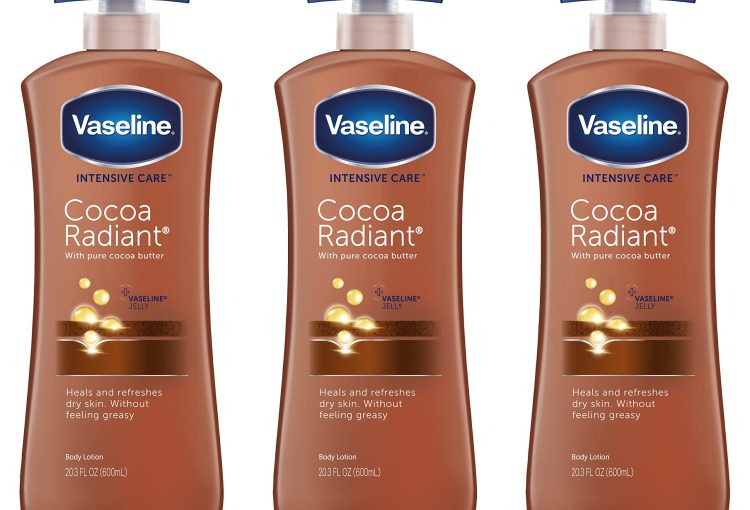 Vaseline®
INTENSIVE CARE™
Cocoa
Radiant®
With pure cocoa butter
VASELINE®
JELLY
Heals and refreshes
dry skin. Without
feeling greasy
Body Lotion
20.3 FL OZ (600mL)
Vaseline®
INTENSIVE CARE™
Cocoa
Radiant®
With pure cocoa butter
VASELINE®
JELLY
Heals and refreshes
dry skin. Without
feeling greasy
Body Lotion
20.3 FL OZ (600mL)
Vaseline®
INTENSIVE CARE™
Cocoa
Radiant®
With pure cocoa butter
VASELINE®
JELLY
Heals and refreshes
dry skin. Without
feeling greasy
Body Lotion
20.3 FL OZ (600mL)